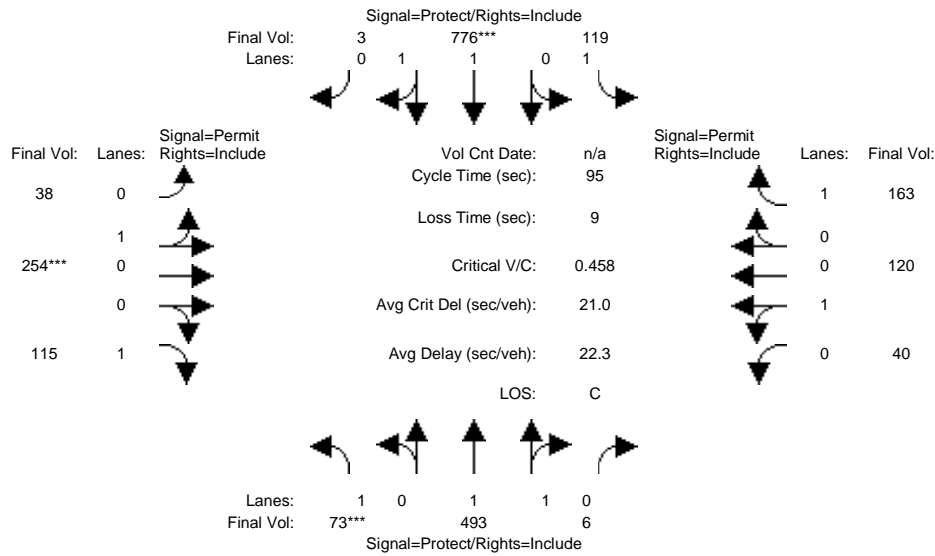 Signal=Protect/Rights=Include
Final Vol: 3 776*** 119
Lanes: 0 1 1 0 1
Signal=Permit
Final Vol: Lanes: Rights=Include
Vol Cnt Date: n/a
Signal=Permit
Rights=Include Lanes: Final Vol:
Cycle Time (sec): 95
38 0
1 163
Loss Time (sec): 9
1
0
254*** 0
Critical V/C: 0.458
0 120
0
Avg Crit Del (sec/veh): 21.0
1
115 1
Avg Delay (sec/veh): 22.3
0 40
LOS: C
Lanes: 1 0 1 1 0
Final Vol: 73*** 493 6
Signal=Protect/Rights=Include